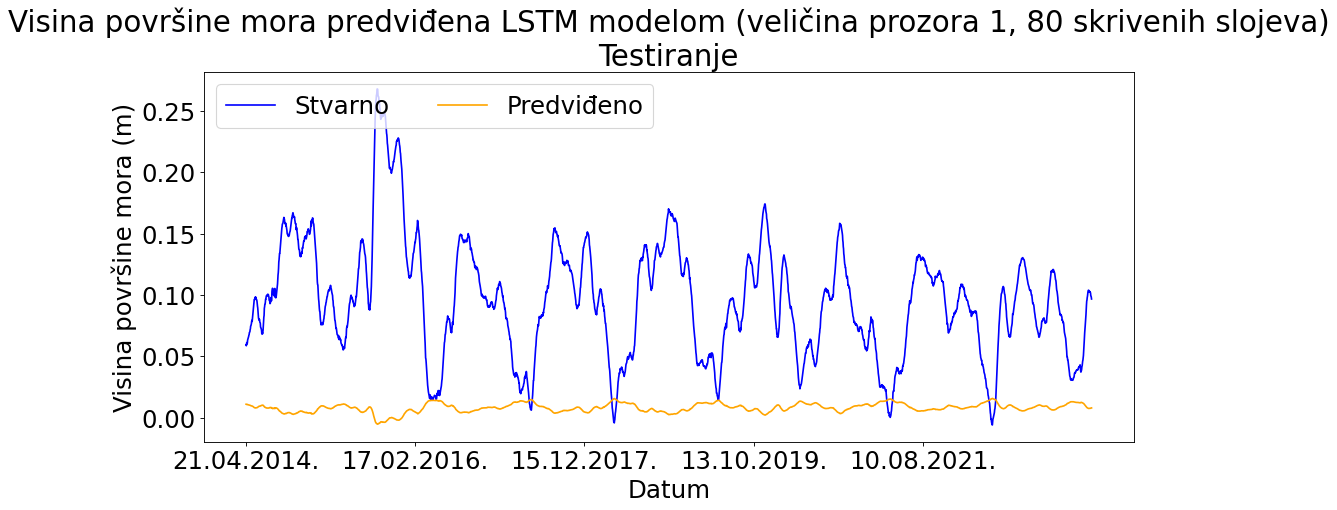 Visina površine mora predviđena LSTM modelom (veličina prozora 1, 80 skrivenih slojeva)
Testiranje
Stvarno
Predviđeno
Visina površine mora (m)
0.25
0.20
0.15
0.10
0.05
0.00
21.04.2014.
17.02.2016.
15.12.2017.
13.10.2019.
10.08.2021.
Datum